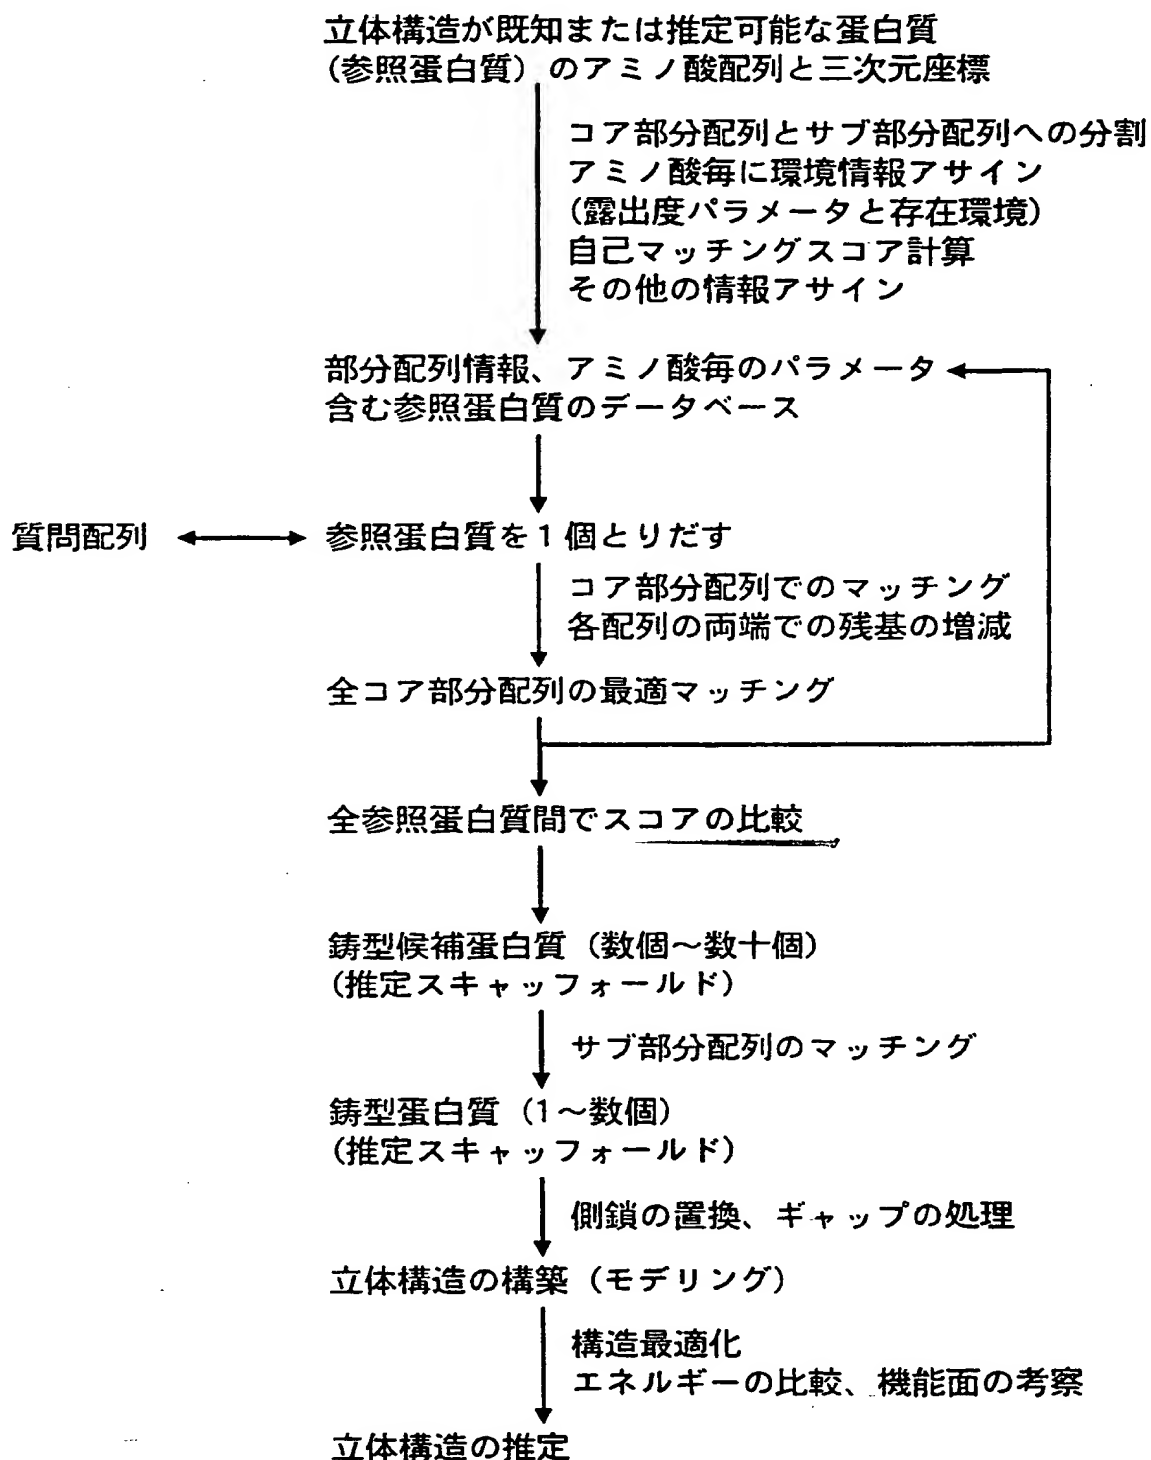 立体構造が既知または推定可能な蛋白質
(参照蛋白質）のアミノ酸配列と三次元座標
コア部分配列とサブ部分配列への分割
アミノ酸毎に環境情報アサイン
(露出度パラメータと存在環境)
自己マッチングスコア計算
その他の情報アサイン
部分配列情報、アミノ酸毎のパラメータ
含む参照蛋白質のデータベース
質問配列
参照蛋白質を1個とりだす
コア部分配列でのマッチング
各配列の両端での残基の増減
全コア部分配列の最適マッチング
全参照蛋白質間でスコアの比較
鋳型候補蛋白質（数個～数十個）
(推定スキャッフォールド)
サブ部分配列のマッチング
鋳型蛋白質（1～数個）
(推定スキャッフォールド)
側鎖の置換、ギャップの処理
立体構造の構築（モデリング）
構造最適化
エネルギーの比較、機能面の考察
立体構造の推定